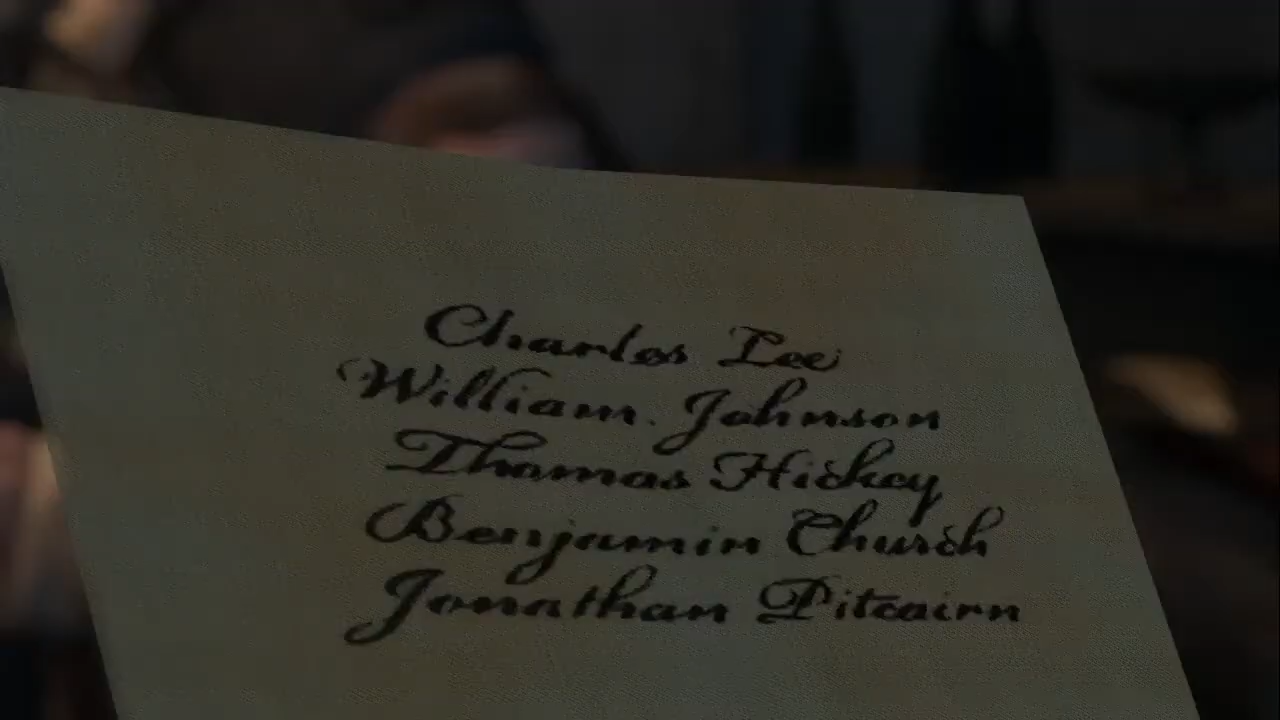 Charles Lee
William Johnson
Thomas Hickey
Benjamin Church
Jonathan Pitcairn